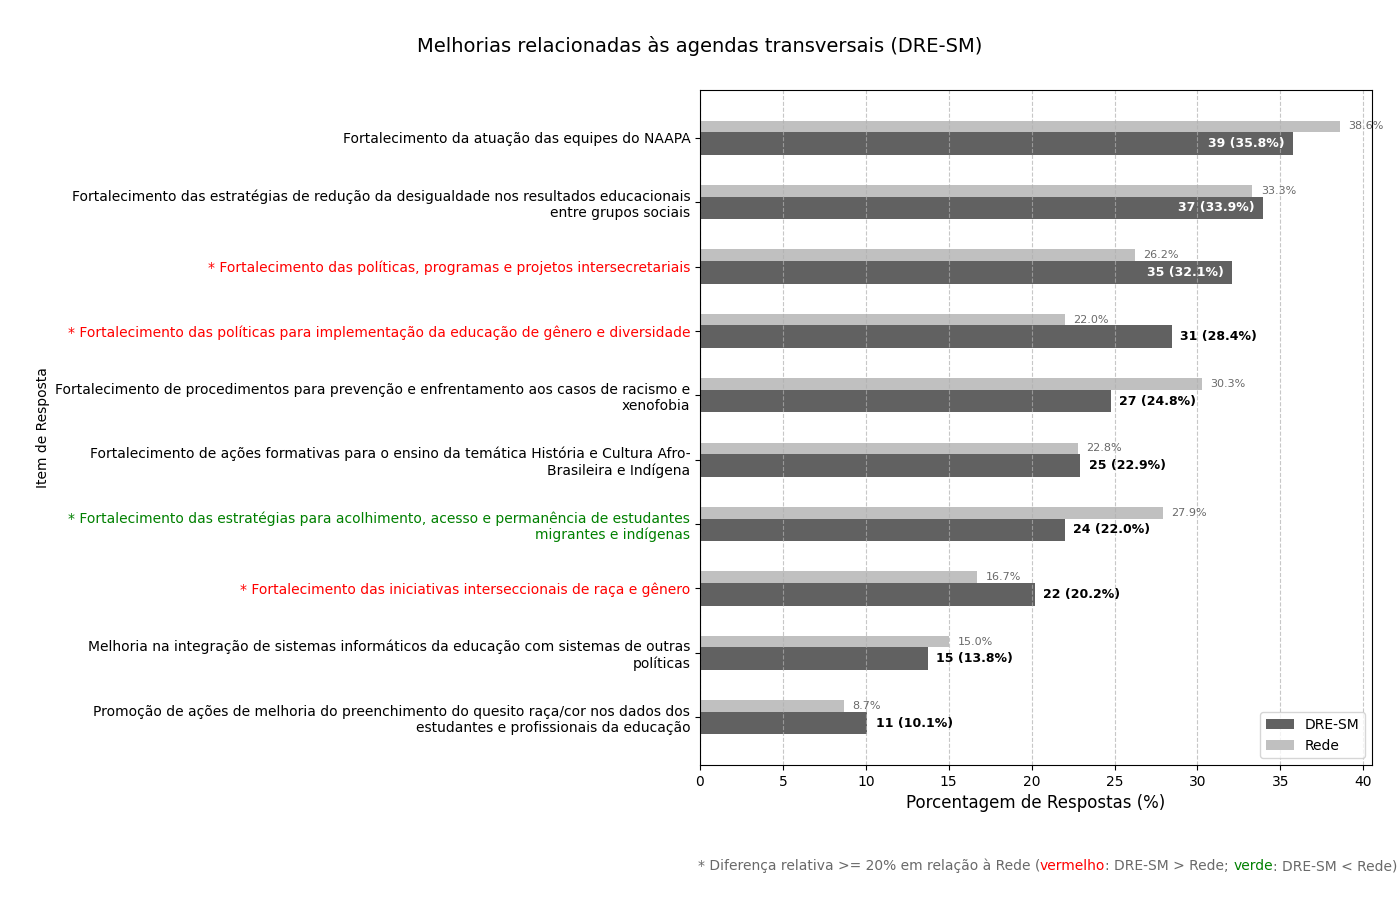 Melhorias relacionadas às agendas transversais (DRE-SM)
Item de Resposta
Fortalecimento da atuação das equipes do NAAPA
38.6%
39 (35.8%)
Fortalecimento das estratégias de redução da desigualdade nos resultados educacionais
entre grupos sociais
33.3%
37 (33.9%)
* Fortalecimento das políticas, programas e projetos intersecretariais
26.2%
35 (32.1%)
* Fortalecimento das políticas para implementação da educação de gênero e diversidade
22.0%
31 (28.4%)
Fortalecimento de procedimentos para prevenção e enfrentamento aos casos de racismo e
xenofobia
30.3%
27 (24.8%)
Fortalecimento de ações formativas para o ensino da temática História e Cultura Afro-
Brasileira e Indígena
22.8%
25 (22.9%)
* Fortalecimento das estratégias para acolhimento, acesso e permanência de estudantes
migrantes e indígenas
27.9%
24 (22.0%)
* Fortalecimento das iniciativas interseccionais de raça e gênero
16.7%
22 (20.2%)
Melhoria na integração de sistemas informáticos da educação com sistemas de outras
políticas
15.0%
15 (13.8%)
Promoção de ações de melhoria do preenchimento do quesito raça/cor nos dados dos
estudantes e profissionais da educação
8.7%
11 (10.1%)
DRE-SM
Rede
0 5 10 15 20 25 30 35 40
Porcentagem de Respostas (%)
* Diferença relativa >= 20% em relação à Rede (vermelho: DRE-SM > Rede; verde: DRE-SM < Rede)